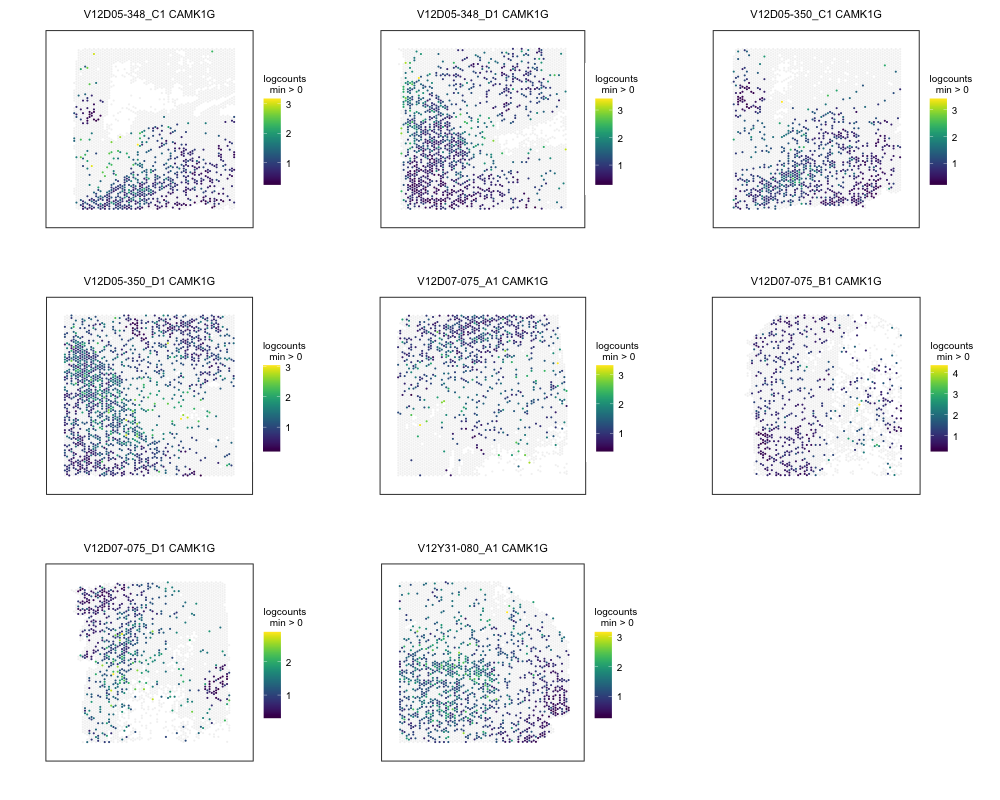 V12D05-348_C1 CAMK1G
logcounts
min > 0
3
2
1
V12D05-348_D1 CAMK1G
logcounts
min > 0
3
2
1
V12D05-350_C1 CAMK1G
logcounts
min > 0
3
2
1
V12D05-350_D1 CAMK1G
logcounts
min > 0
3
2
1
V12D07-075_A1 CAMK1G
logcounts
min > 0
3
2
1
V12D07-075_B1 CAMK1G
logcounts
min > 0
4
3
2
1
V12D07-075_D1 CAMK1G
logcounts
min > 0
2
1
V12Y31-080_A1 CAMK1G
logcounts
min > 0
3
2
1